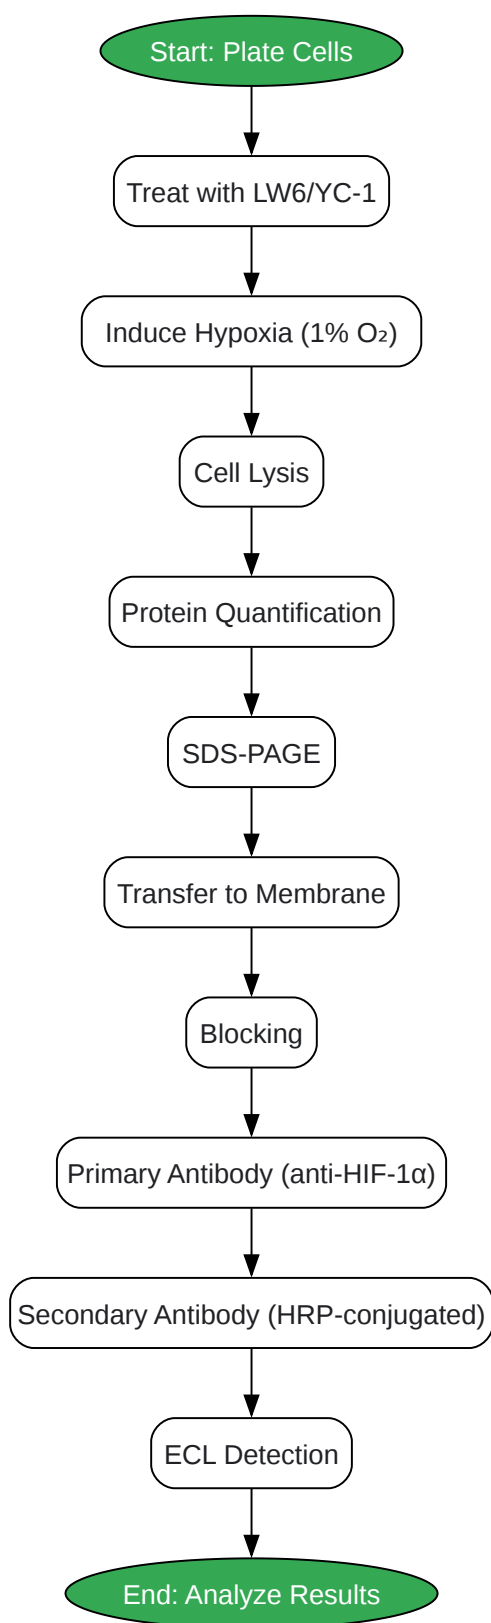 Start: Plate Cells
Treat with LW6/YC-1
Induce Hypoxia (1% O₂)
Cell Lysis
Protein Quantification
SDS-PAGE
Transfer to Membrane
Blocking
Primary Antibody (anti-HIF-1α)
Secondary Antibody (HRP-conjugated)
ECL Detection
End: Analyze Results